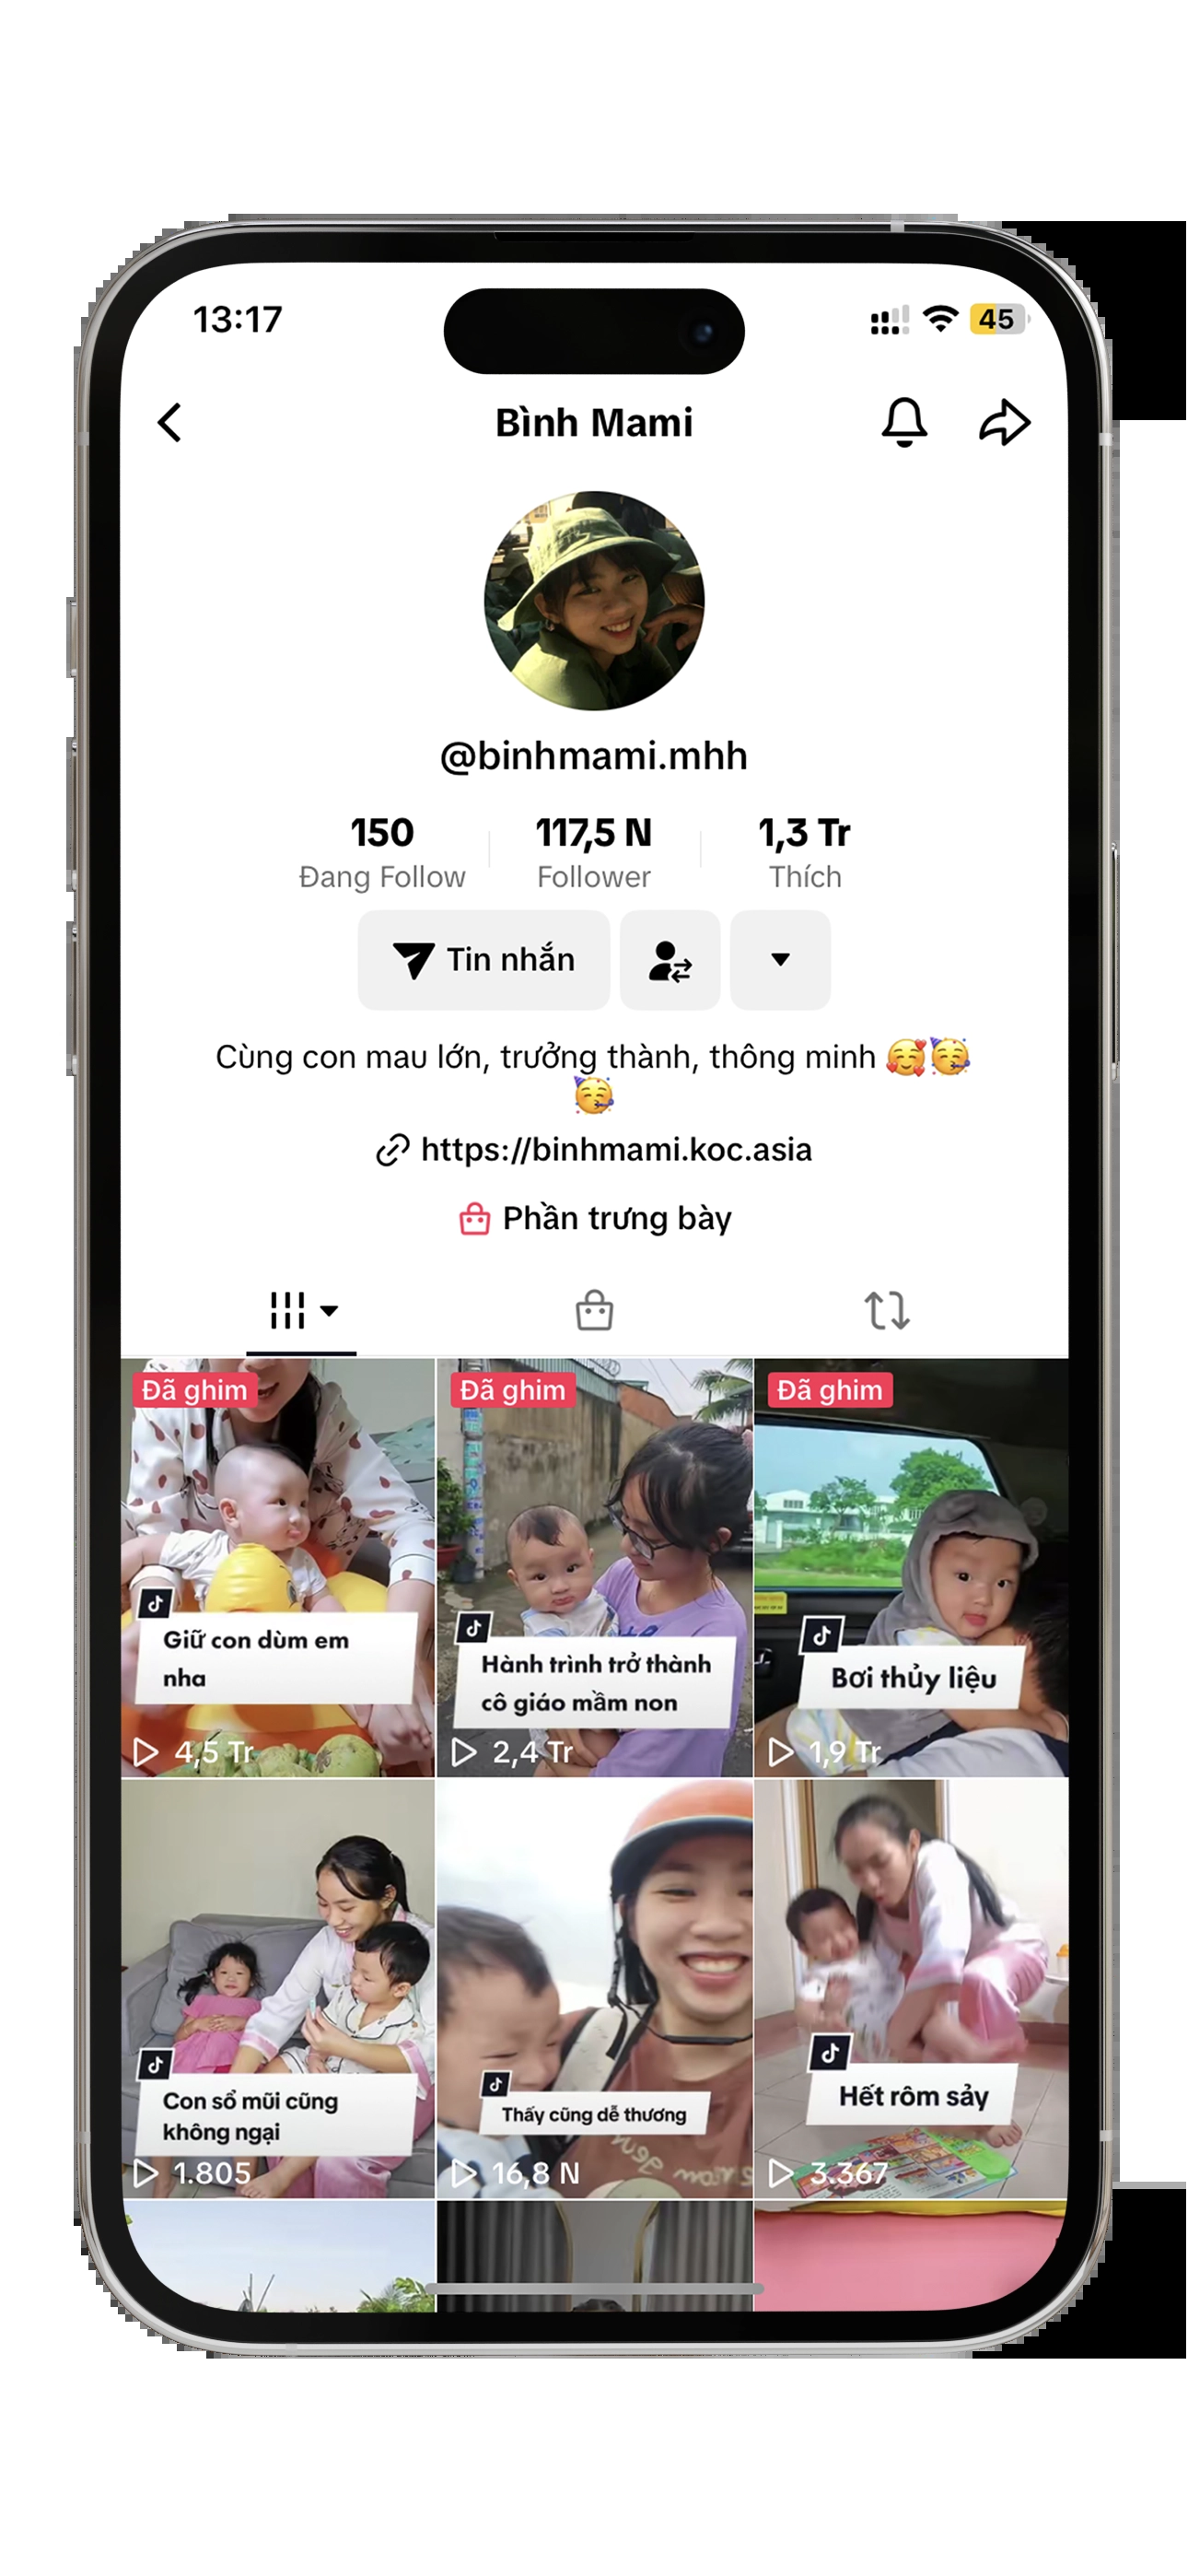 13:17
45
Bình Mami
@binhmami.mhh
150
117,5 N
1,3 Tr
Đang Follow
Follower
Thích
Tin nhắn
Cùng con mau lớn, trưởng thành, thông minh 🥰🥳
🥳
https://binhmami.koc.asia
Phần trưng bày
Đã ghim
Đã ghim
Đã ghim
Giữ con dùm em
nha
Hành trình trở thành
cô giáo mầm non
Bơi thủy liệu
4,5 Tr
2,4 Tr
1,9 Tr
Con sổ mũi cũng
không ngại
Thấy cũng dễ thương
Hết rôm sảy
1.805
16,8 N
3.367